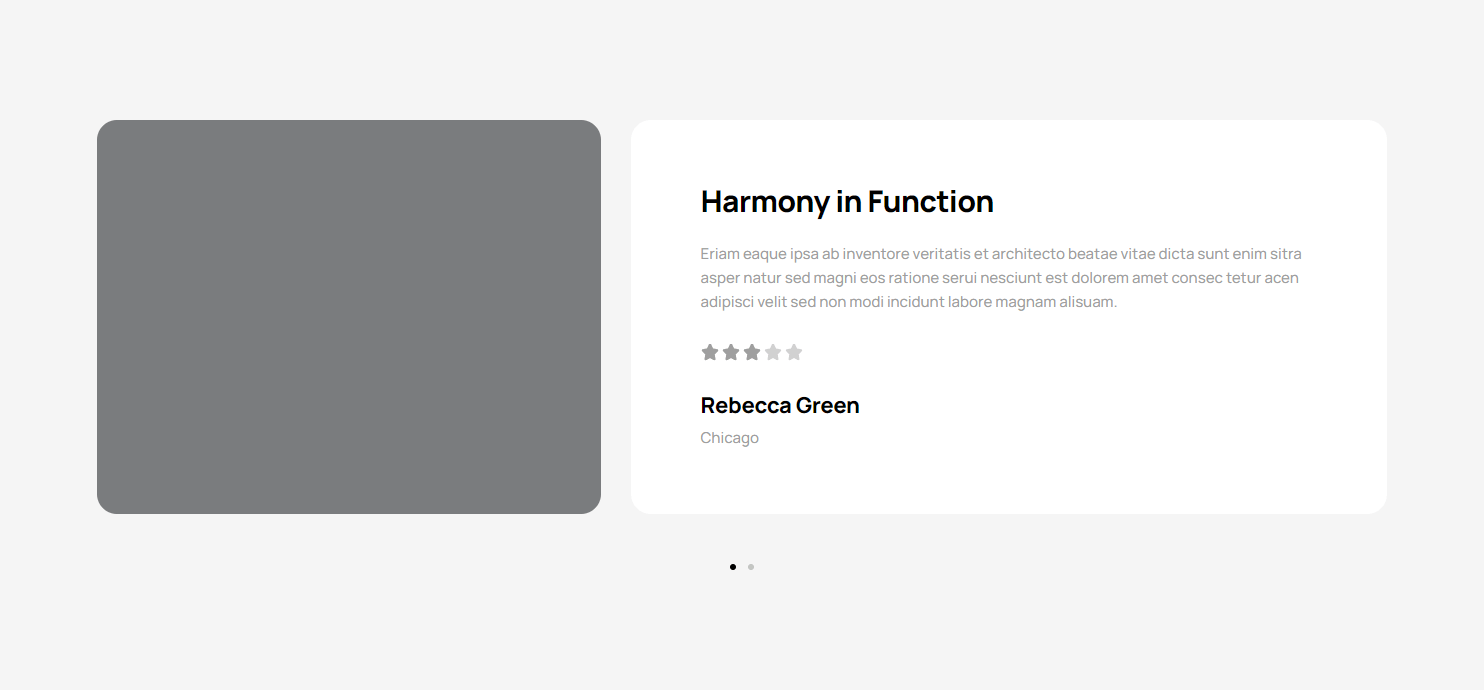 Harmony in Function
Eriam eaque ipsa ab inventore veritatis et architecto beatae vitae dicta sunt enim sitra
asper natur sed magni eos ratione serui nesciunt est dolorem amet consec tetur acen
adipisci velit sed non modi incidunt labore magnam alisuam.
Rebecca Green
Chicago